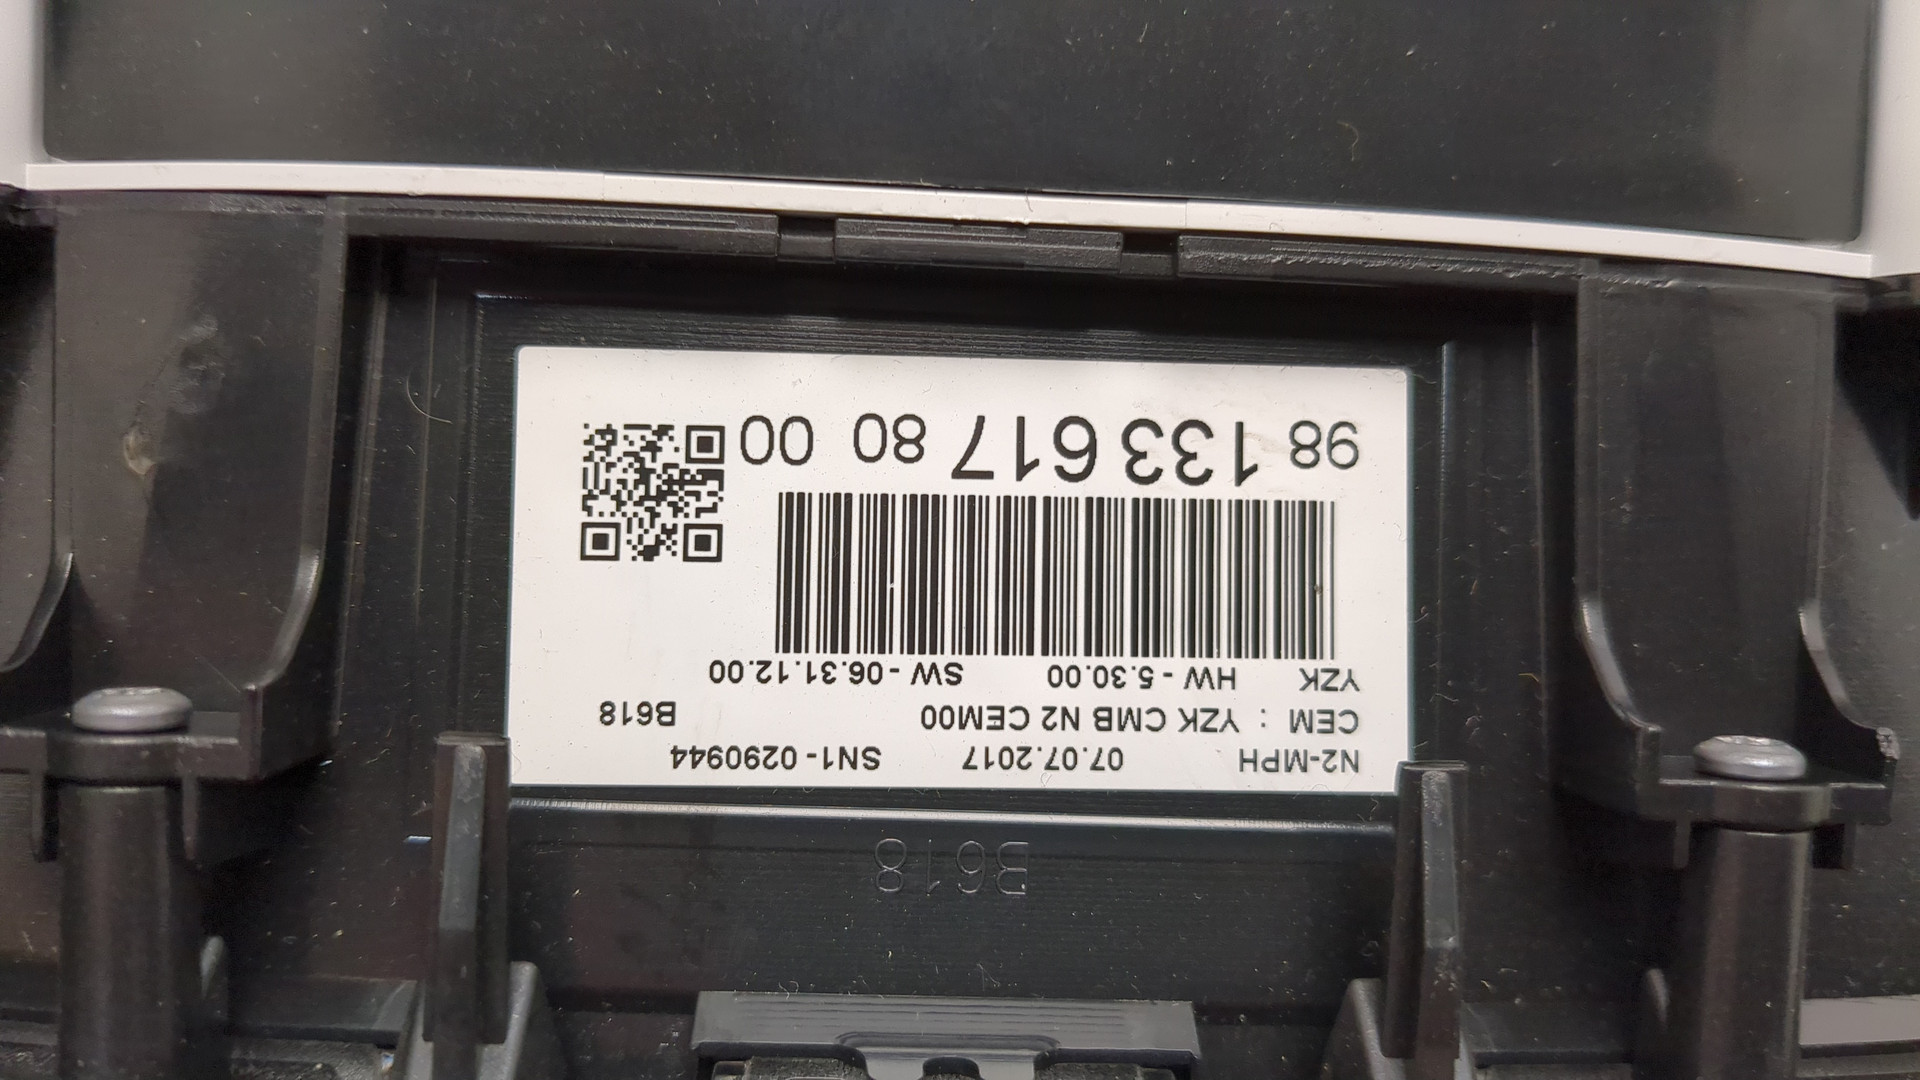 B618
N2-MPH 07.07.2017 SN1-0290944
CEM : YZK CMB N2 CEM00 B618
YZK HW - 5.30.00 SW - 06.31.12.00
98 133 617 80 00